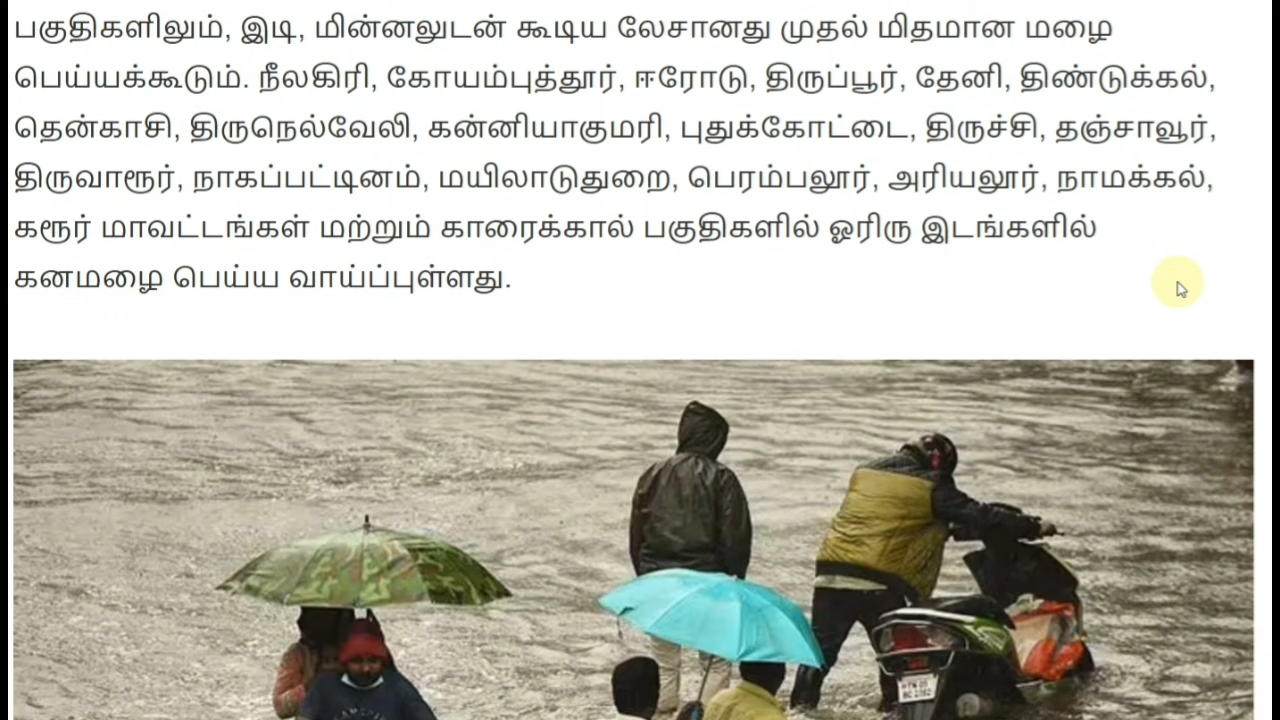 பகுதிகளிலும், இடி, மின்னலுடன் கூடிய லேசானது முதல் மிதமான மழை
பெய்யக்கூடும். நீலகிரி, கோயம்புத்தூர், ஈரோடு, திருப்பூர், தேனி, திண்டுக்கல்,
தென்காசி, திருநெல்வேலி, கன்னியாகுமரி, புதுக்கோட்டை, திருச்சி, தஞ்சாவூர்,
திருவாரூர், நாகப்பட்டினம், மயிலாடுதுறை, பெரம்பலூர், அரியலூர், நாமக்கல்,
கரூர் மாவட்டங்கள் மற்றும் காரைக்கால் பகுதிகளில் ஓரிரு இடங்களில்
கனமழை பெய்ய வாய்ப்புள்ளது.